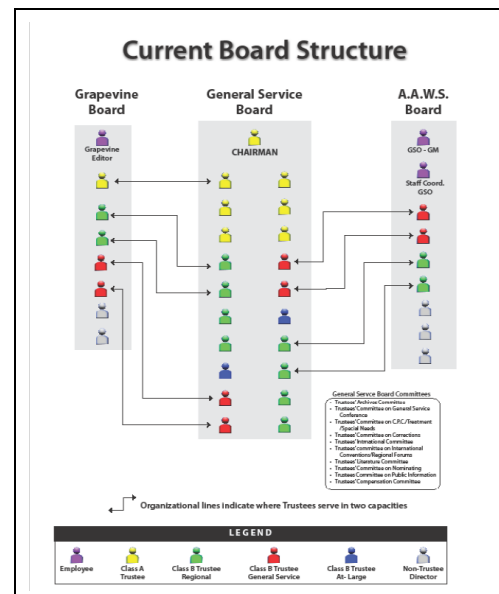 Current Board Structure
Grapevine
Board
General Service
Board
A.A.W.S.
Board
Grapevine
Editor
CHAIRMAN
GSO - GM
Staff Coord.
GSO
General Service Board Committees
- Trustees' Archives Committee
- Trustees' Committee on General Service
Conference
- Trustees' Committee on C.P.C./Treatment
/Special Needs
- Trustees' Committee on Corrections
- Trustees' International Committee
- Trustees' committee on International
Conventions/Regional Forums
- Trustees' Literature Committee
- Trustees' Committee on Nominating
- Trustees' Committee on Public Information
- Trustees' Compensation Committee
Organizational lines indicate where Trustees serve in two capacities
LEGEND
Employee
Class A
Trustee
Class B Trustee
Regional
Class B Trustee
General Service
Class B Trustee
At- Large
Non-Trustee
Director